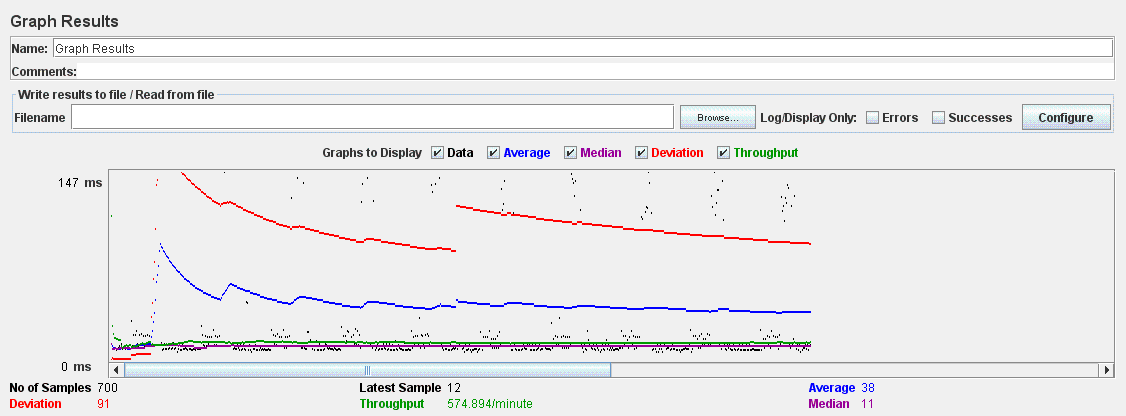 Graph Results
Name: Graph Results
Comments:
Write results to file / Read from file
Filename Browse... Log/Display Only: Errors Successes Configure
Graphs to Display Data Average Median Deviation Throughput
147 ms
0 ms
No of Samples 700 Latest Sample 12 Average 38
Deviation 91 Throughput 574.894/minute Median 11